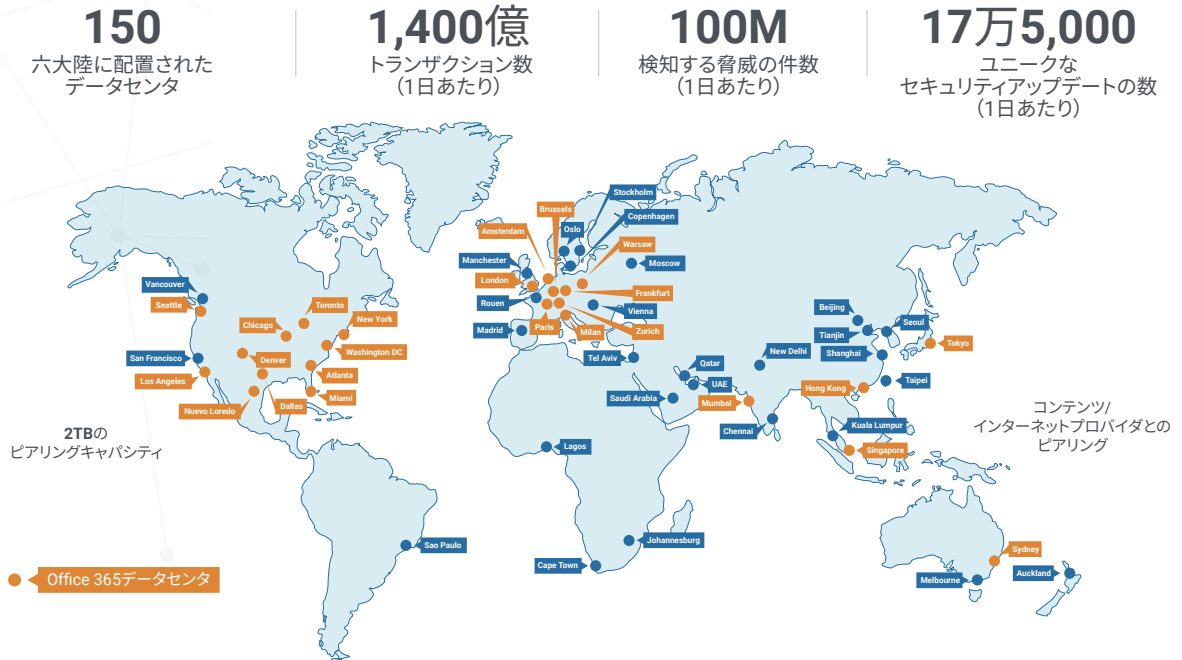 150
六大陸に配置された
データセンタ
1,400億
トランザクション数
（1日あたり）
100M
検知する脅威の件数
（1日あたり）
17万5,000
ユニークな
セキュリティアップデートの数
（1日あたり）
Stockholm
Brussels
Copenhagen
Oslo
Amsterdam
Warsaw
Manchester
Moscow
London
Frankfurt
Rouen
Vienna
Madrid
Paris
Milan
Zurich
Vancouver
Seattle
Toronto
Chicago
New York
San Francisco
Denver
Washington DC
Los Angeles
Atlanta
Miami
Nuevo Loredo
Dallas
Tel Aviv
Qatar
UAE
Saudi Arabia
Mumbai
New Delhi
Chennai
Beijing
Seoul
Tianjin
Tokyo
Shanghai
Taipei
Hong Kong
Kuala Lumpur
Singapore
Lagos
Johannesburg
Cape Town
Sao Paulo
Sydney
Melbourne
Auckland
2TBの
ピアリングキャパシティ
コンテンツ/
インターネットプロバイダとの
ピアリング
Office 365データセンタ